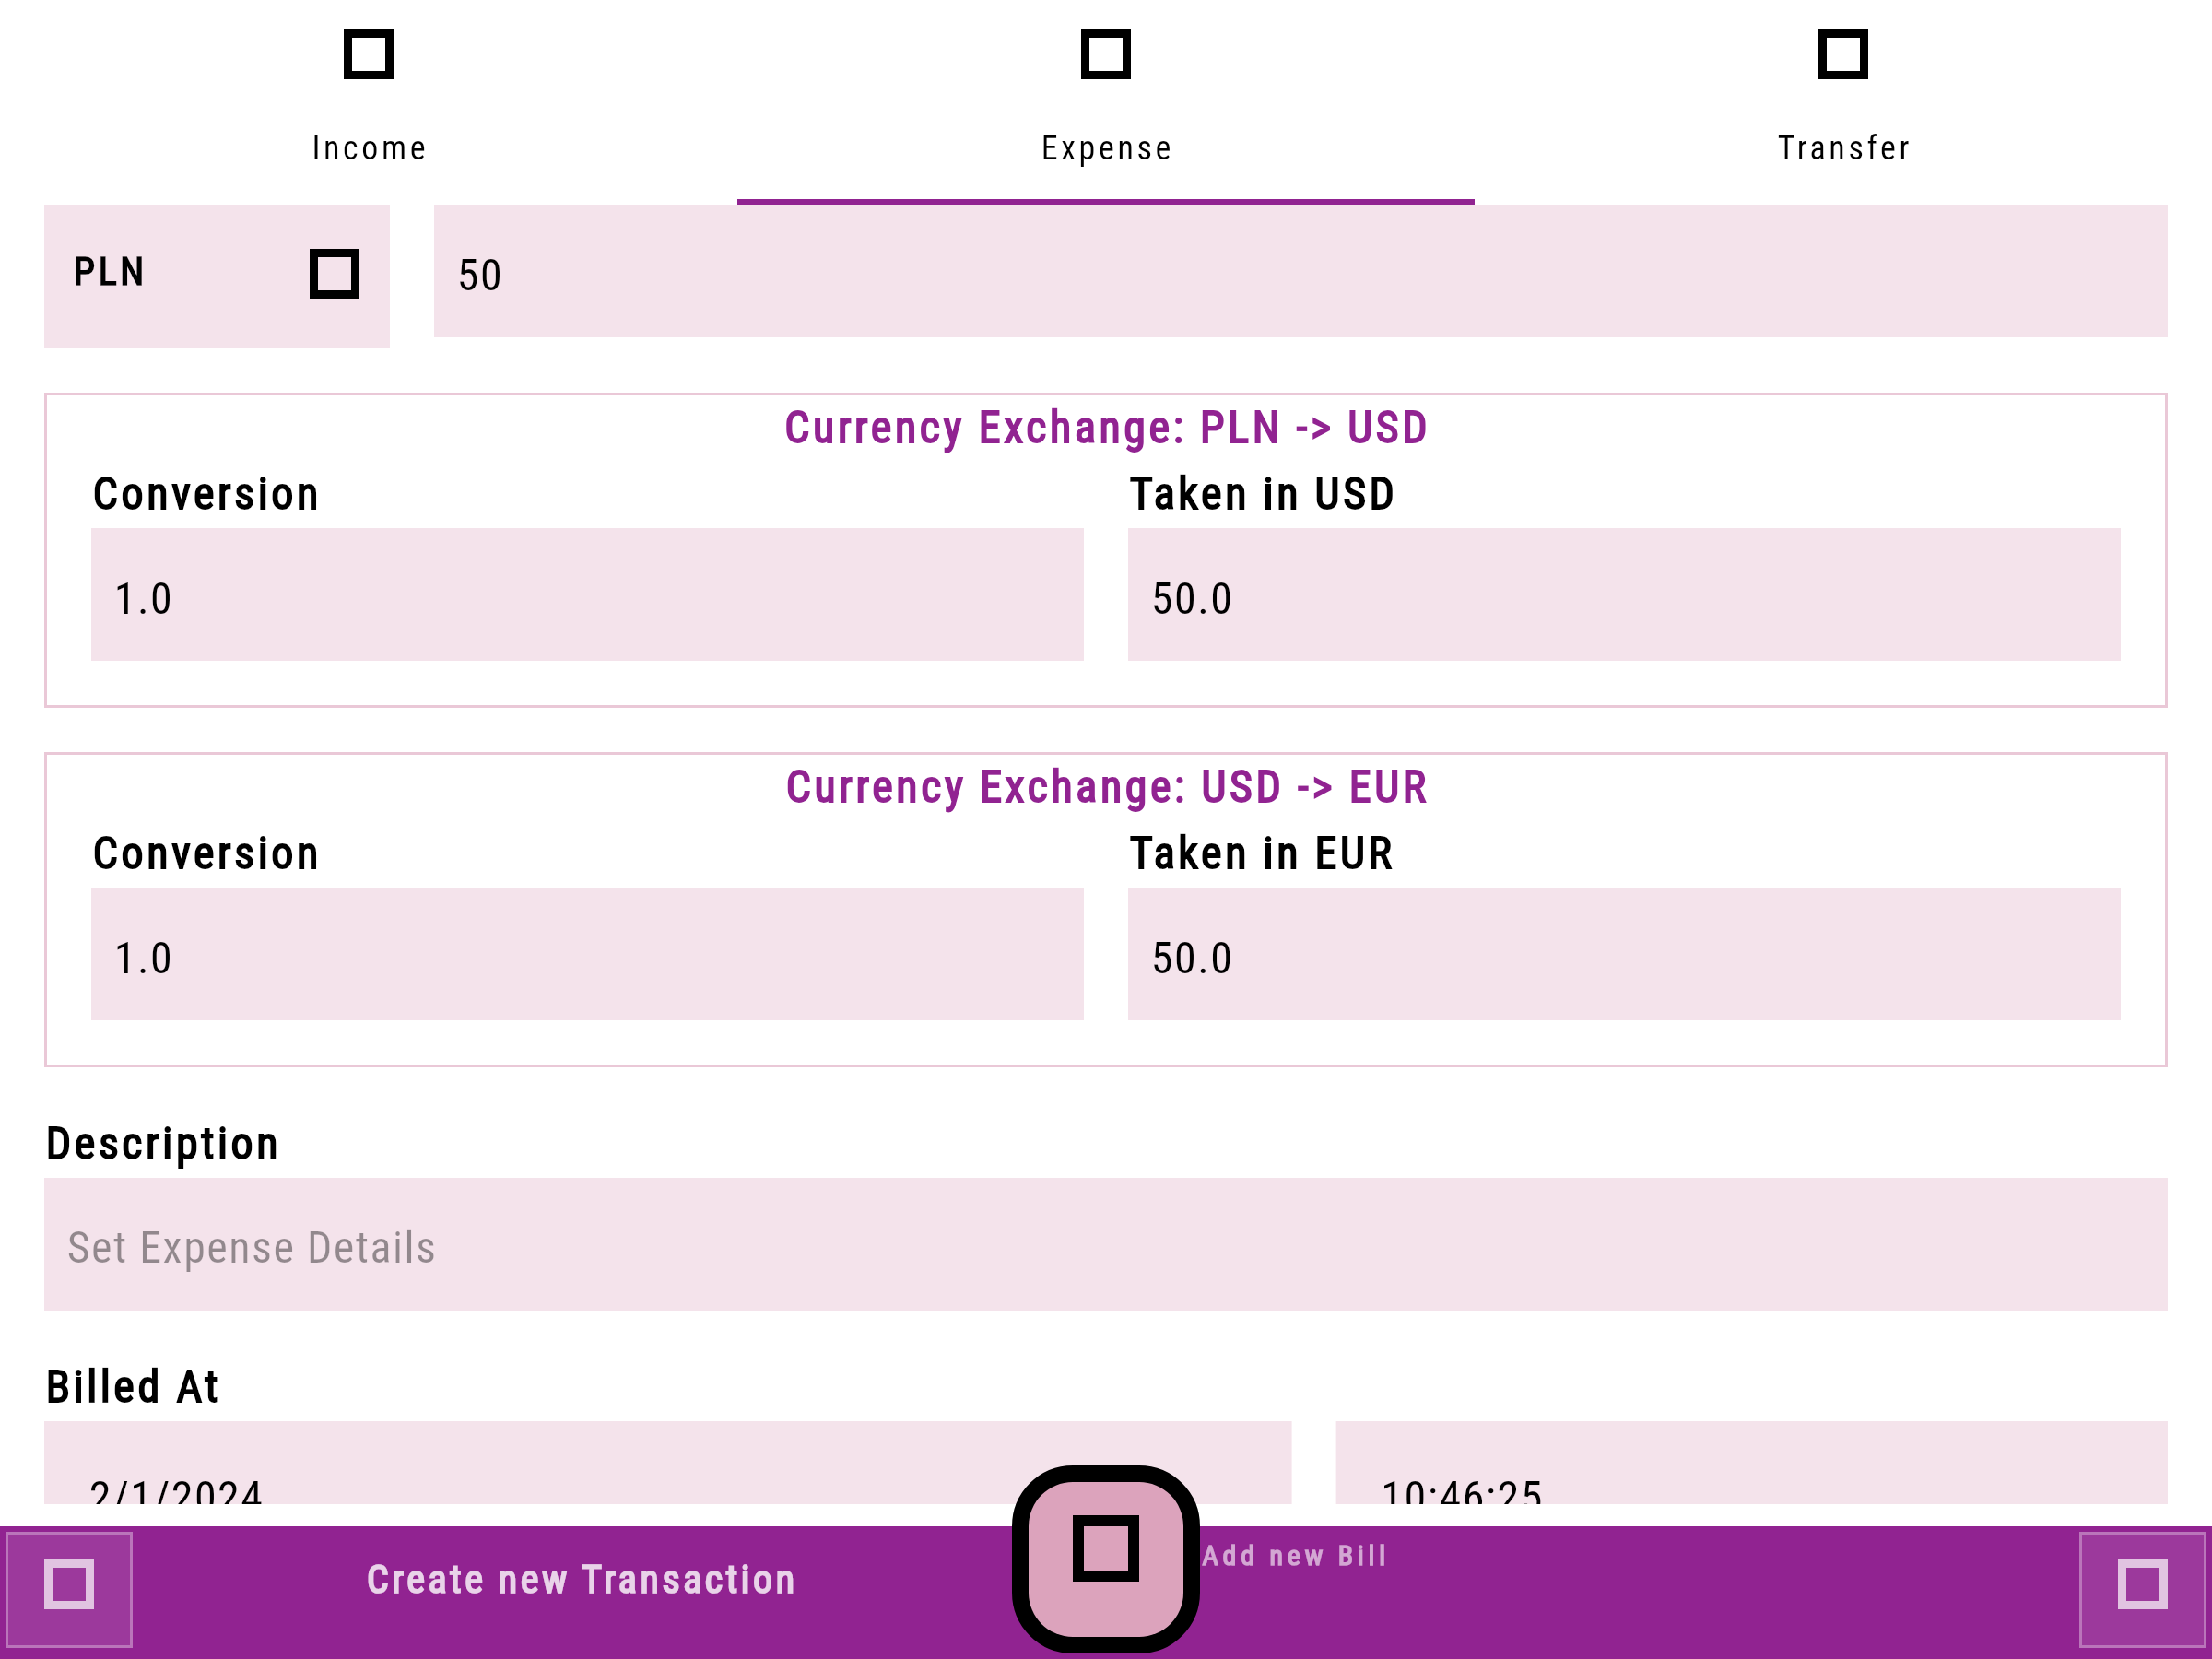 Income Expense Transfer
PLN 50
Currency Exchange: PLN -> USD
Conversion Taken in USD
1.0 50.0
Currency Exchange: USD -> EUR
Conversion Taken in EUR
1.0 50.0
Description
Set Expense Details
Billed At
2/1/2024 10:46:25
Create new Transaction Add new Bill